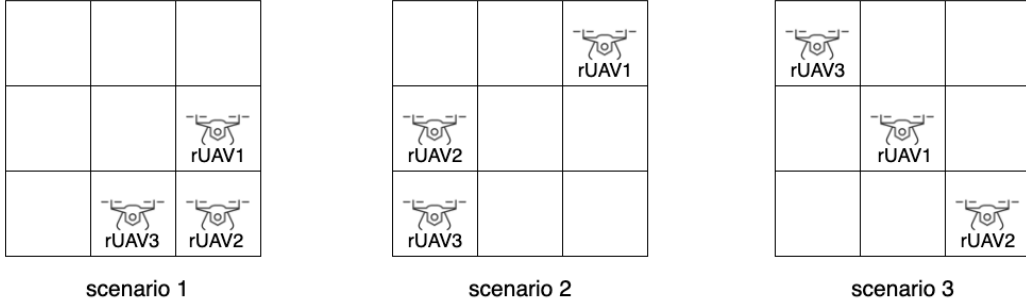 rUAV1
rUAV3 rUAV2
scenario 1
rUAV1
rUAV2
rUAV3
scenario 2
rUAV3
rUAV1
rUAV2
scenario 3